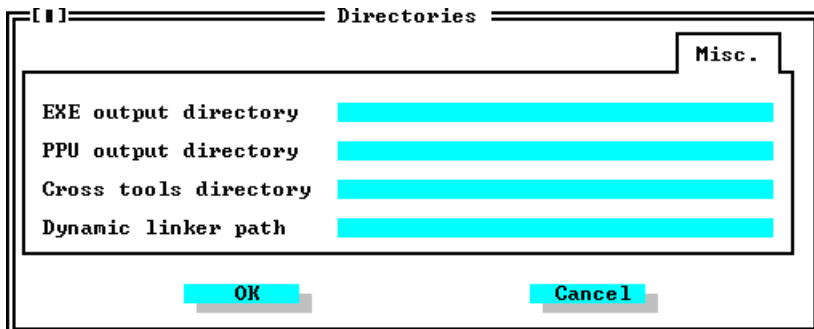 [▮] Directories
Misc.
EXE output directory
PPU output directory
Cross tools directory
Dynamic linker path
OK Cancel